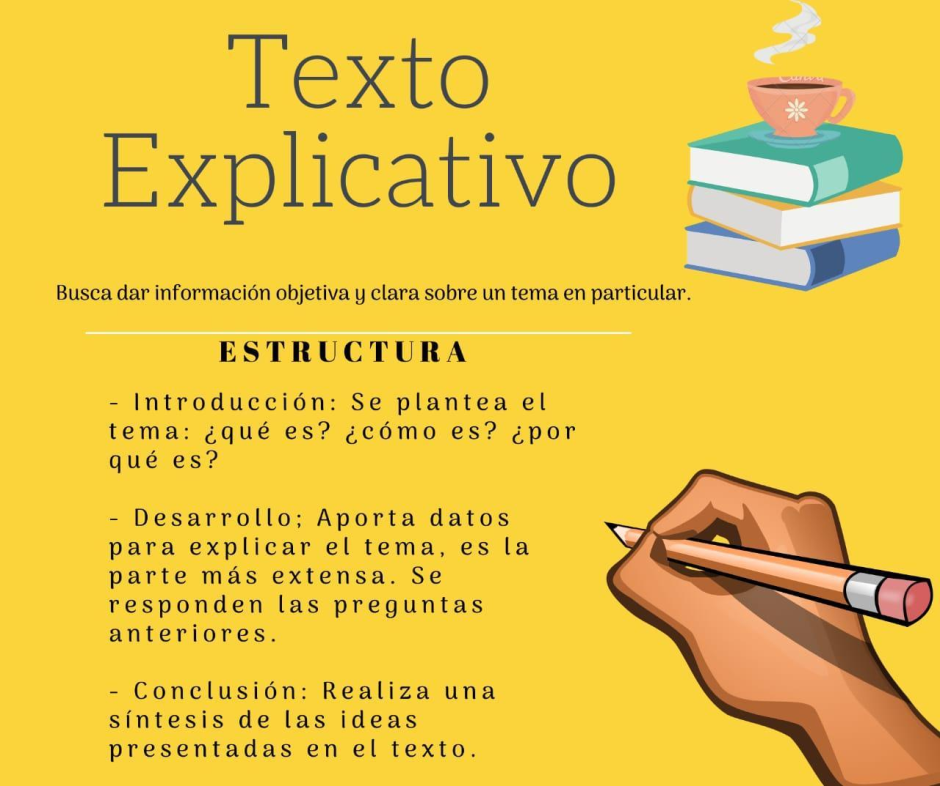 Texto
Explicativo
Busca dar información objetiva y clara sobre un tema en particular.
ESTRUCTURA
- Introducción: Se plantea el
tema: ¿qué es? ¿cómo es? ¿por
qué es?
- Desarrollo; Aporta datos
para explicar el tema, es la
parte más extensa. Se
responden las preguntas
anteriores.
- Conclusión: Realiza una
síntesis de las ideas
presentadas en el texto.